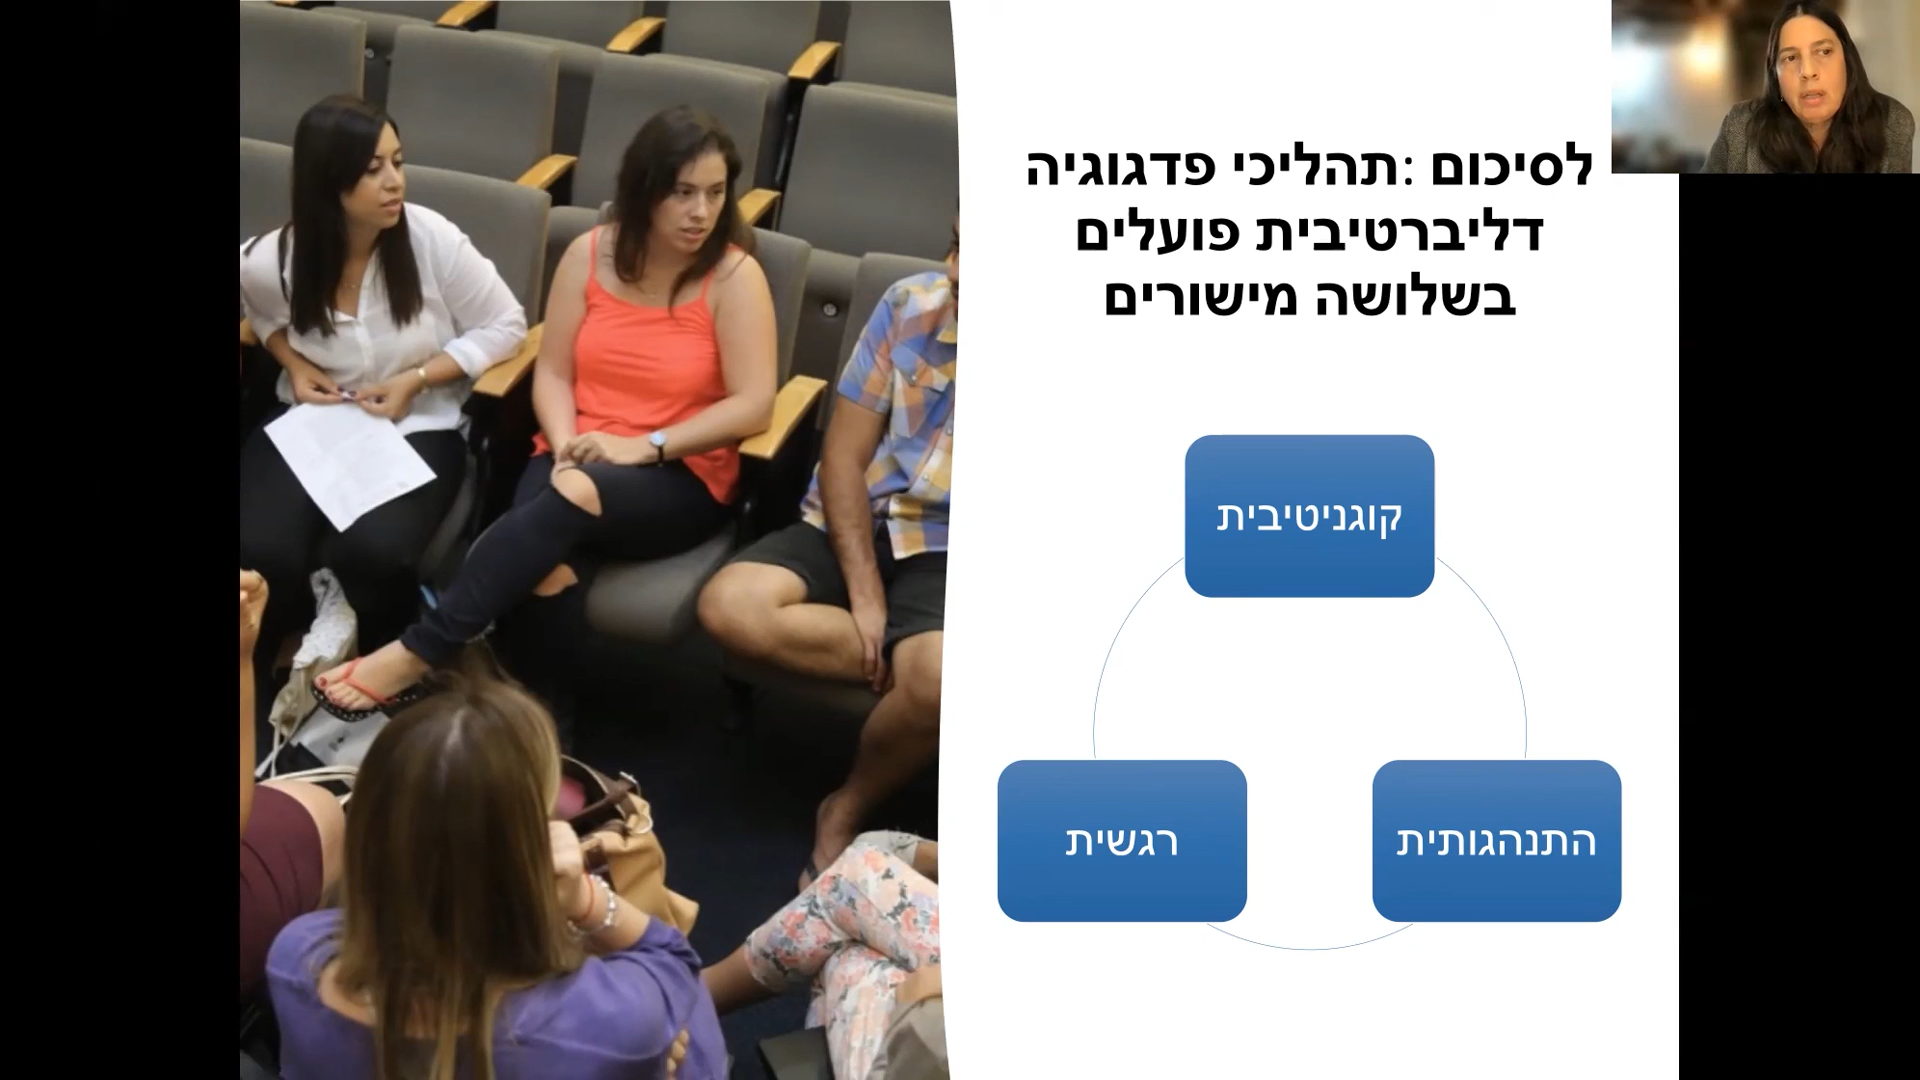 לסיכום :תהליכי פדגוגיה
דליברטיבית פועלים
בשלושה מישורים
קוגניטיבית
התנהגותית
רגשית